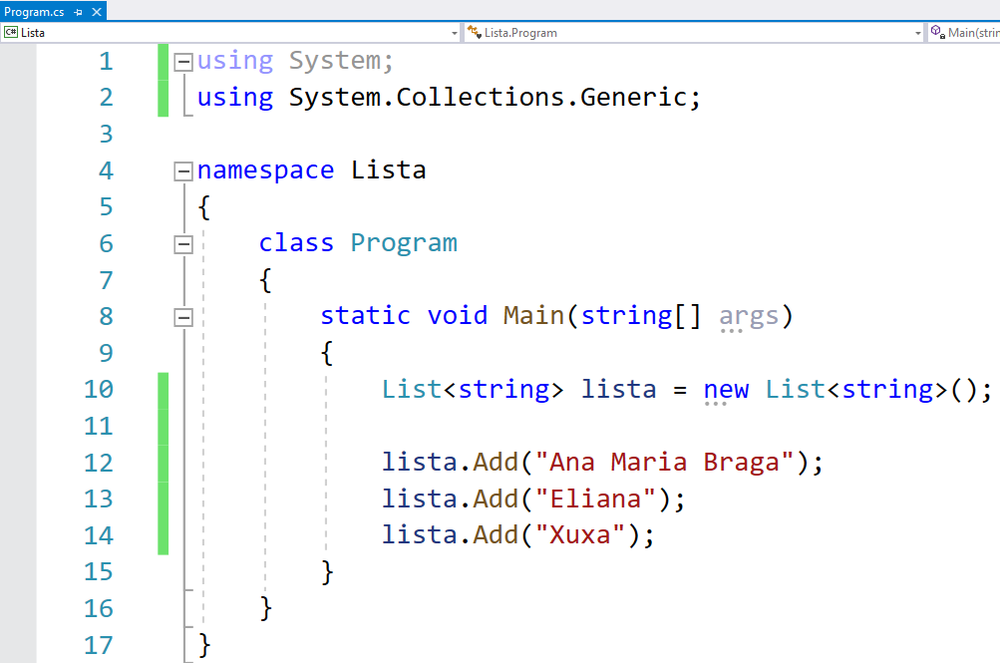 Program.cs
C# Lista
Lista.Program
Main(strin
1 using System;
2 using System.Collections.Generic;
3
4 namespace Lista
5 {
6 class Program
7 {
8 static void Main(string[] args)
9 {
10 List<string> lista = new List<string>();
11
12 lista.Add("Ana Maria Braga");
13 lista.Add("Eliana");
14 lista.Add("Xuxa");
15 }
16 }
17 }